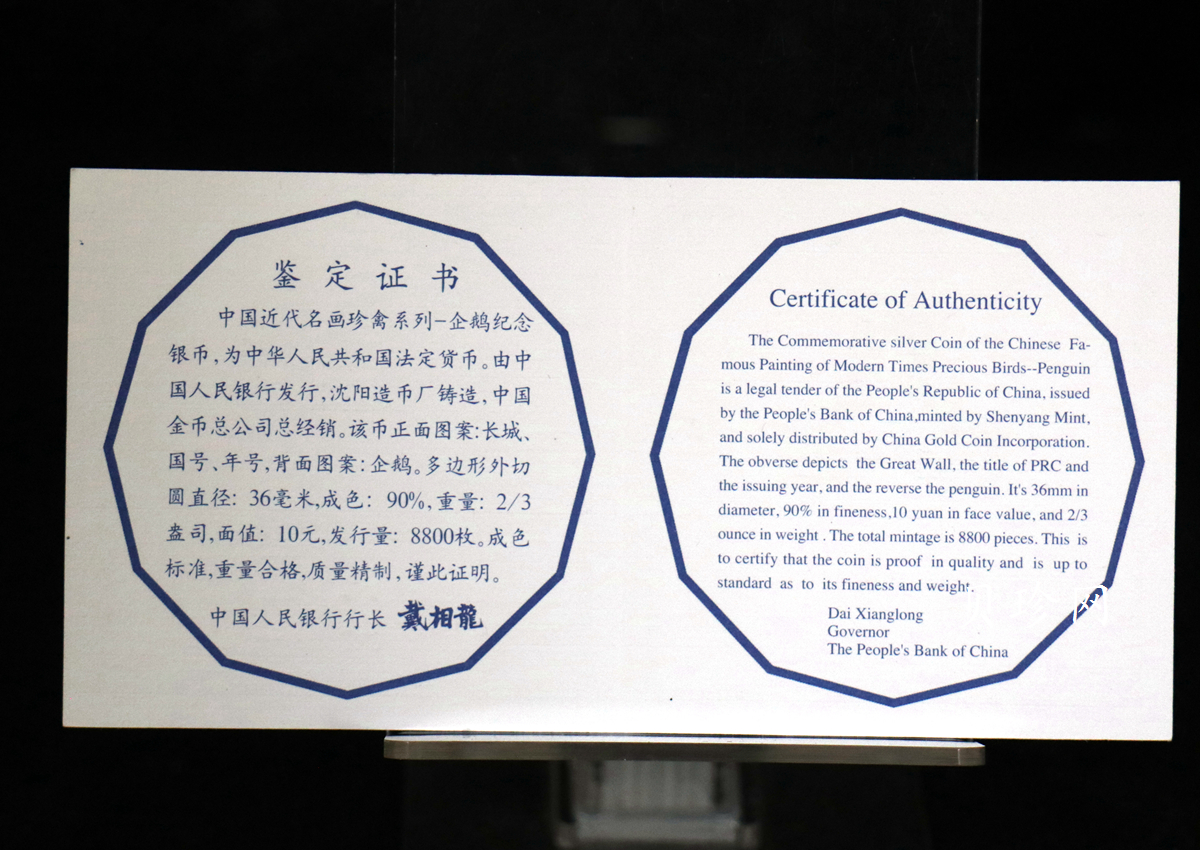 鉴定证书
中国近代名画珍禽系列-企鹅纪念
银币,为中华人民共和国法定货币。由中
国人民银行发行,沈阳造币厂铸造,中国
金币总公司总经销。该币正面图案:长城、
国号、年号,背面图案:企鹅。多边形外切
圆直径: 36毫米,成色: 90%,重量: 2/3
盎司,面值: 10元,发行量: 8800枚。成色
标准,重量合格,质量精制,谨此证明。
中国人民银行行长 戴相龍
Certificate of Authenticity
The Commemorative silver Coin of the Chinese Fa-
mous Painting of Modern Times Precious Birds--Penguin
is a legal tender of the People's Republic of China, issued
by the People's Bank of China,minted by Shenyang Mint,
and solely distributed by China Gold Coin Incorporation.
The obverse depicts the Great Wall, the title of PRC and
the issuing year, and the reverse the penguin. It's 36mm in
diameter, 90% in fineness,10 yuan in face value, and 2/3
ounce in weight . The total mintage is 8800 pieces. This is
to certify that the coin is proof in quality and is up to
standard as to its fineness and weight.
Dai Xianglong
Governor
The People's Bank of China